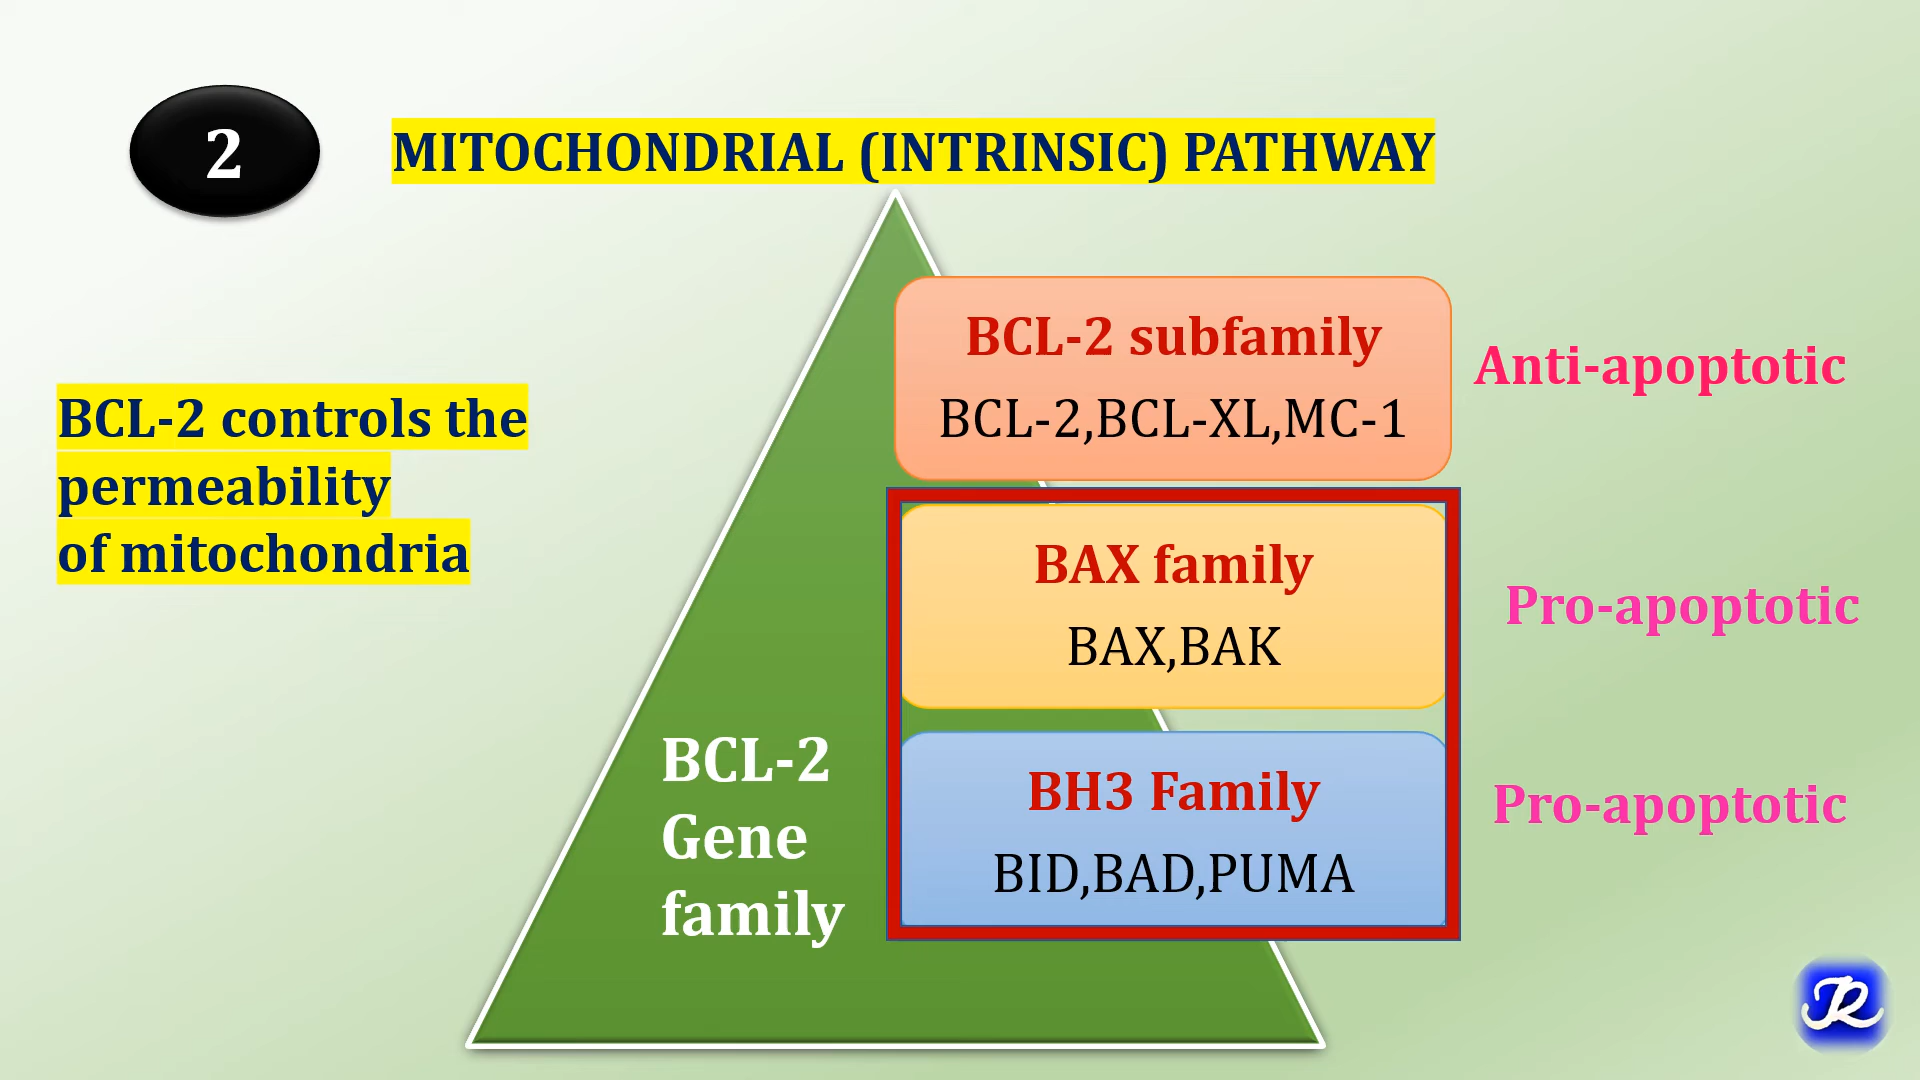 2
MITOCHONDRIAL (INTRINSIC) PATHWAY
BCL-2 controls the
permeability
of mitochondria
BCL-2 subfamily
BCL-2,BCL-XL,MC-1
Anti-apoptotic
BAX family
BAX,BAK
Pro-apoptotic
BH3 Family
BID,BAD,PUMA
Pro-apoptotic
BCL-2
Gene
family
JR